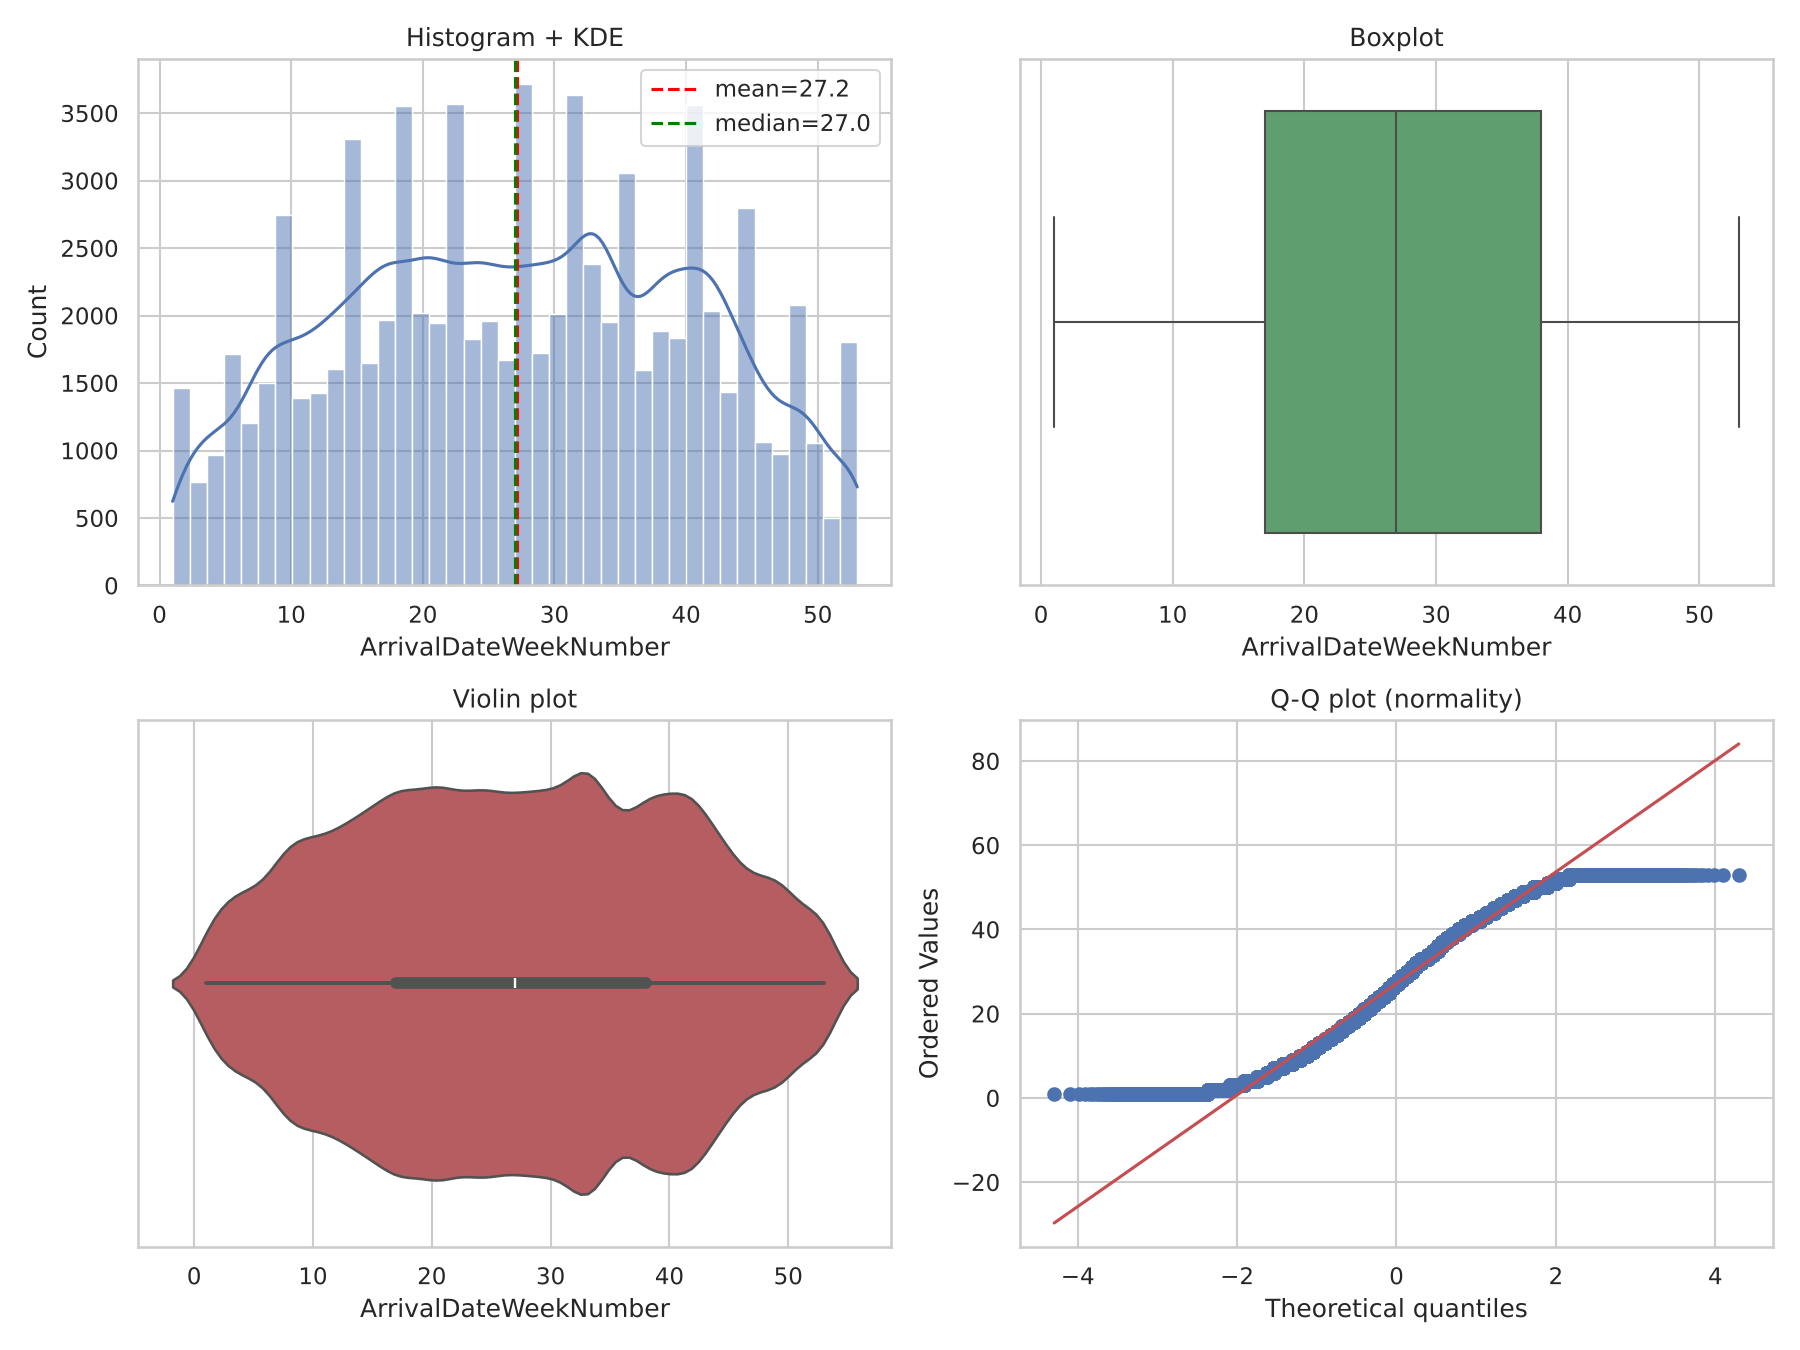 Histogram + KDE
mean=27.2
median=27.0
Count
3500
3000
2500
2000
1500
1000
500
0
0 10 20 30 40 50
ArrivalDateWeekNumber
Boxplot
0 10 20 30 40 50
ArrivalDateWeekNumber
Violin plot
0 10 20 30 40 50
ArrivalDateWeekNumber
Q-Q plot (normality)
Ordered Values
80
60
40
20
0
−20
−4 −2 0 2 4
Theoretical quantiles